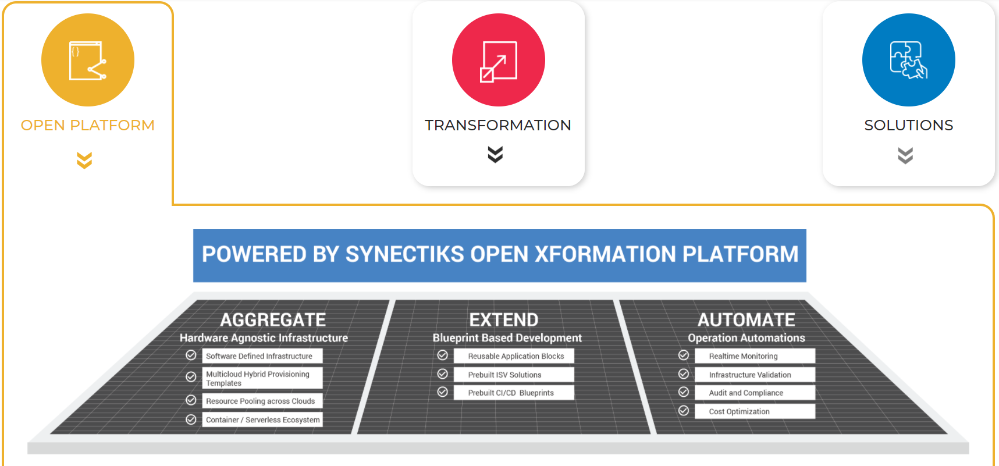 OPEN PLATFORM
TRANSFORMATION
SOLUTIONS
POWERED BY SYNECTIKS OPEN XFORMATION PLATFORM
AGGREGATE
Hardware Agnostic Infrastructure
Software Defined Infrastructure
Multicloud Hybrid Provisioning
Templates
Resource Pooling across Clouds
Container / Serverless Ecosystem
EXTEND
Blueprint Based Development
Reusable Application Blocks
Prebuilt ISV Solutions
Prebuilt CI/CD Blueprints
AUTOMATE
Operation Automations
Realtime Monitoring
Infrastructure Validation
Audit and Compliance
Cost Optimization